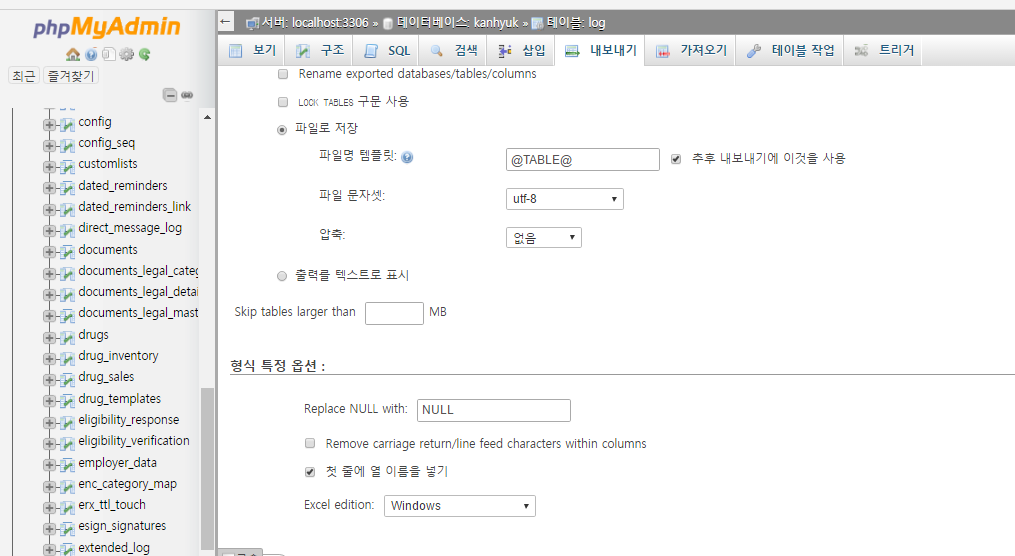 phpMyAdmin
최근 즐겨찾기
config
config_seq
customlists
dated_reminders
dated_reminders_link
direct_message_log
documents
documents_legal_cate
documents_legal_detai
documents_legal_mast
drugs
drug_inventory
drug_sales
drug_templates
eligibility_response
eligibility_verification
employer_data
enc_category_map
erx_ttl_touch
esign_signatures
extended_log
서버: localhost:3306 » 데이터베이스: kanhyuk » 테이블: log
보기 구조 SQL 검색 삽입 내보내기 가져오기 테이블 작업 트리거
Rename exported databases/tables/columns
LOCK TABLES 구문 사용
파일로 저장
파일명 템플릿: @TABLE@ 추후 내보내기에 이것을 사용
파일 문자셋: utf-8
압축: 없음
출력를 텍스트로 표시
Skip tables larger than MB
형식 특정 옵션 :
Replace NULL with: NULL
Remove carriage return/line feed characters within columns
첫 줄에 열 이름을 넣기
Excel edition: Windows